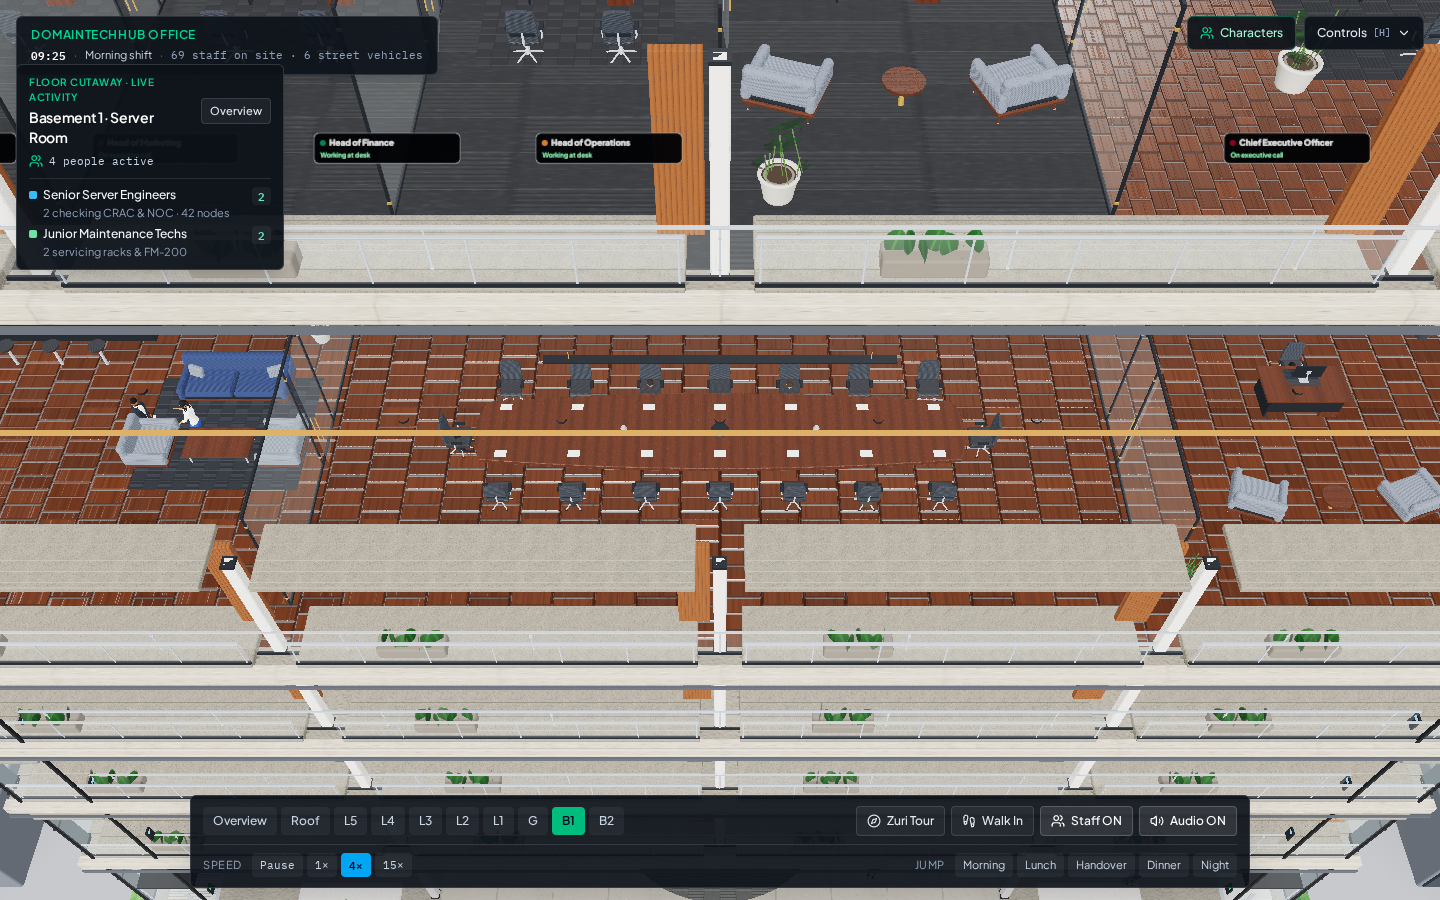 DOMAINTECHHUB OFFICE
09:25 · Morning shift · 69 staff on site · 6 street vehicles
Characters
Controls [H]
FLOOR CUTAWAY · LIVE
ACTIVITY
Overview
Basement 1 · Server
Room
4 people active
Senior Server Engineers 2
2 checking CRAC & NOC · 42 nodes
Junior Maintenance Techs 2
2 servicing racks & FM-200
Head of Marketing
Head of Finance
Working at desk
Head of Operations
Working at desk
Chief Executive Officer
On executive call
Overview Roof L5 L4 L3 L2 L1 G B1 B2
Zuri Tour Walk In Staff ON Audio ON
SPEED Pause 1× 4× 15×
JUMP Morning Lunch Handover Dinner Night